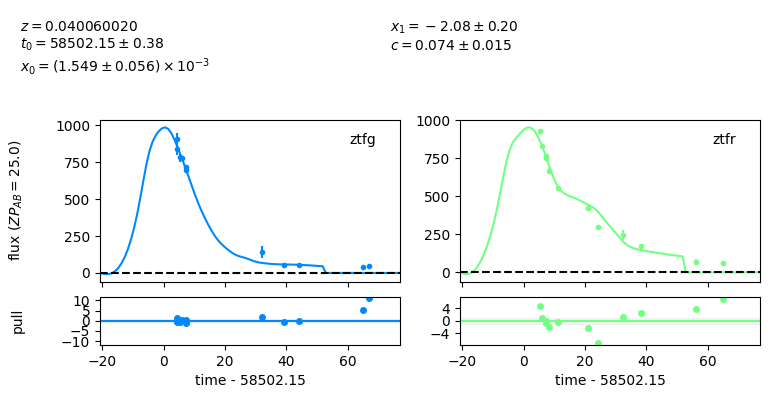 z = 0.040060020
t₀ = 58502.15 ± 0.38
x₀ = (1.549 ± 0.056) × 10⁻³
x₁ = −2.08 ± 0.20
c = 0.074 ± 0.015
flux (ZP_AB = 25.0)
1000
750
500
250
0
ztfg
1000
750
500
250
0
ztfr
pull
10
5
0
−5
−10
4
0
−4
−20 0 20 40 60
−20 0 20 40 60
time - 58502.15
time - 58502.15